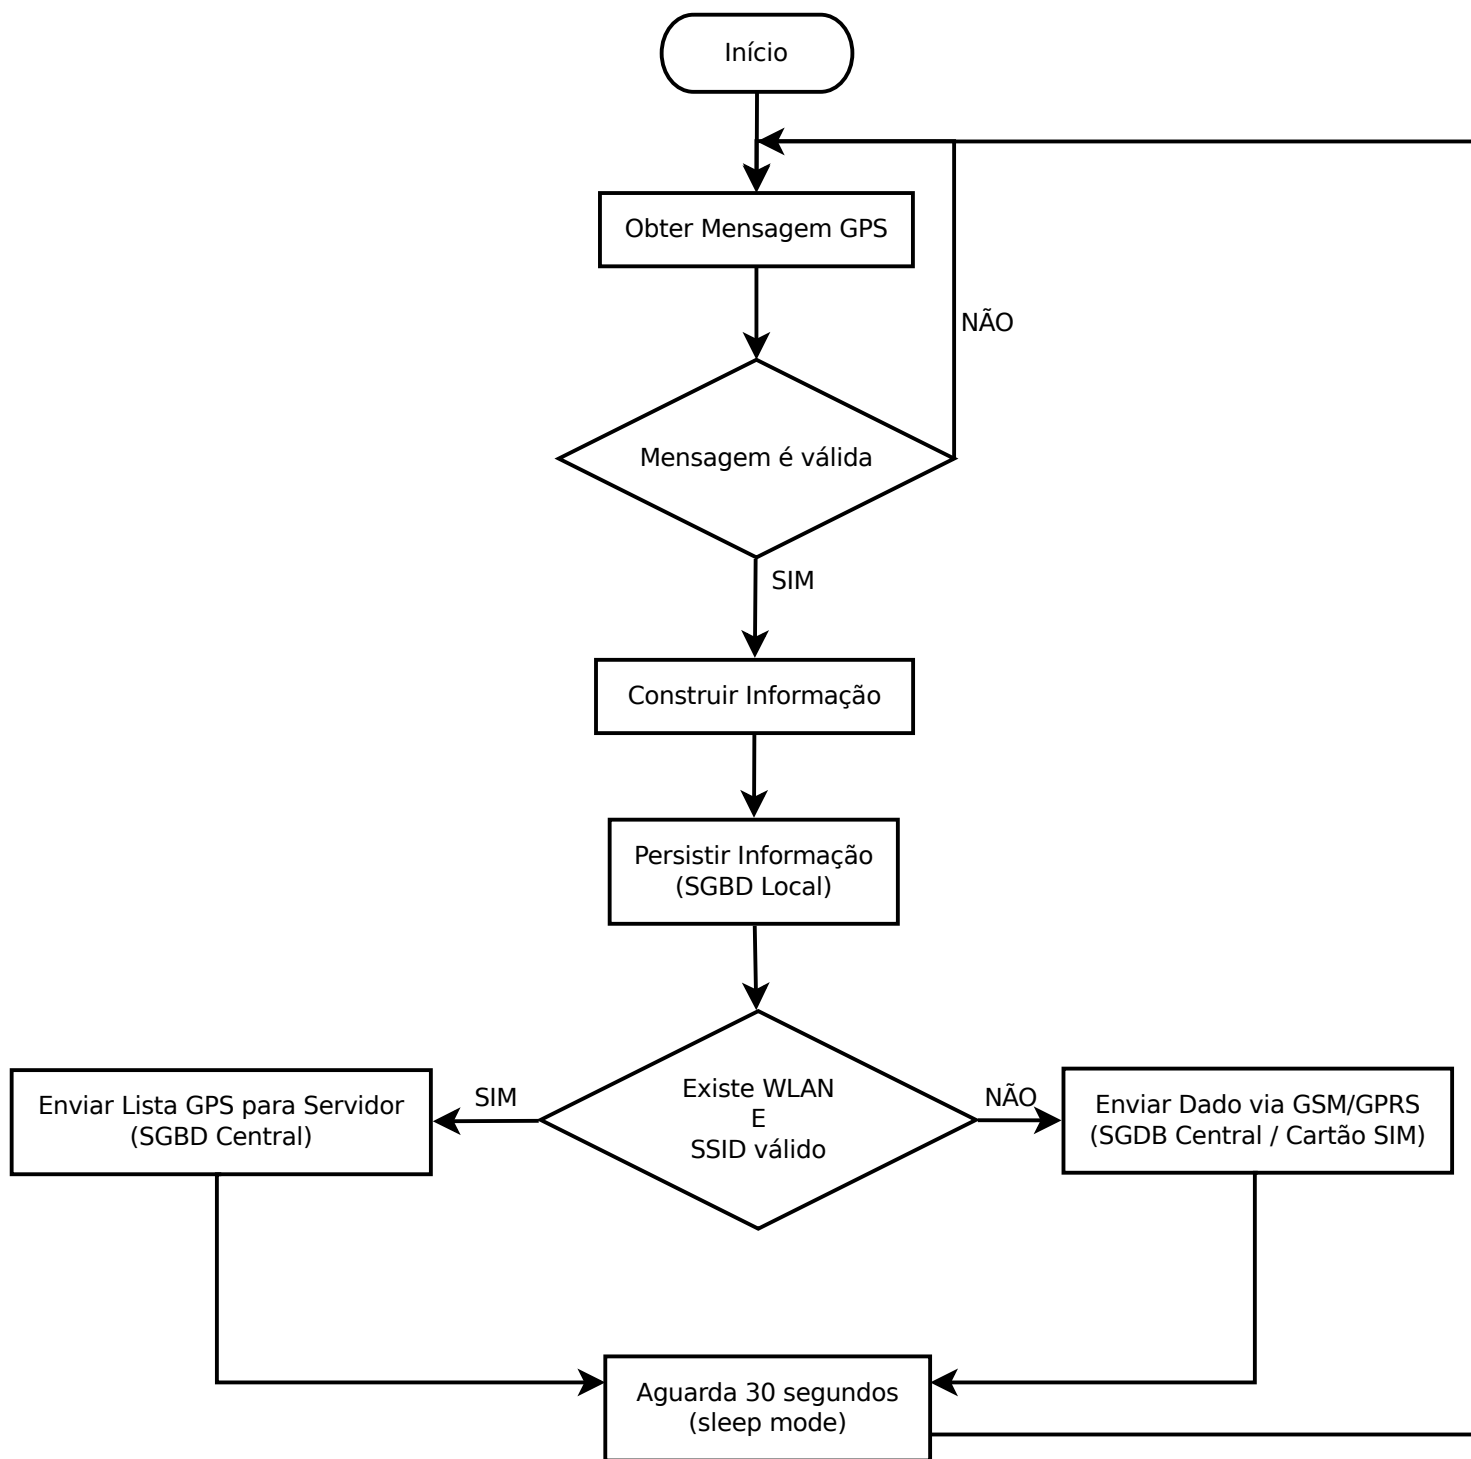 Início
Obter Mensagem GPS
NÃO
Mensagem é válida
SIM
Construir Informação
Persistir Informação
(SGBD Local)
Existe WLAN
E
SSID válido
SIM
Enviar Lista GPS para Servidor
(SGBD Central)
NÃO
Enviar Dado via GSM/GPRS
(SGDB Central / Cartão SIM)
Aguarda 30 segundos
(sleep mode)